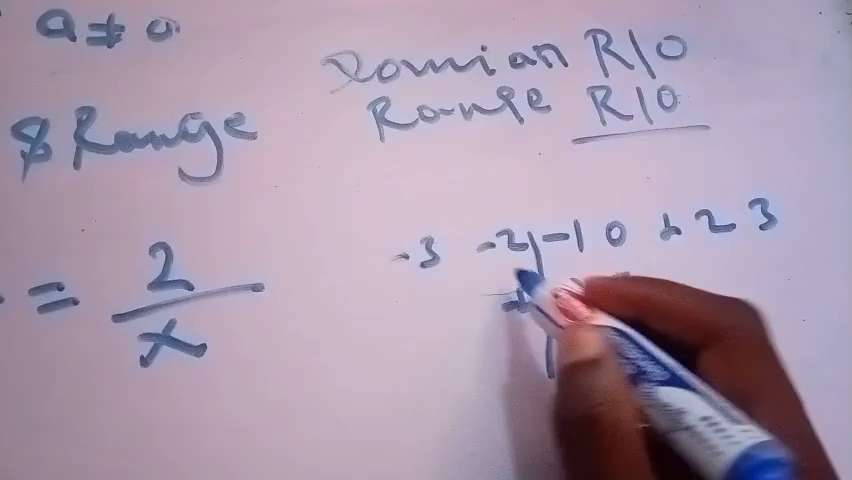 a ≠ 0
Domian R/0
Range R/0
& Range
= 2/x
-3 -2 -1 0 1 2 3